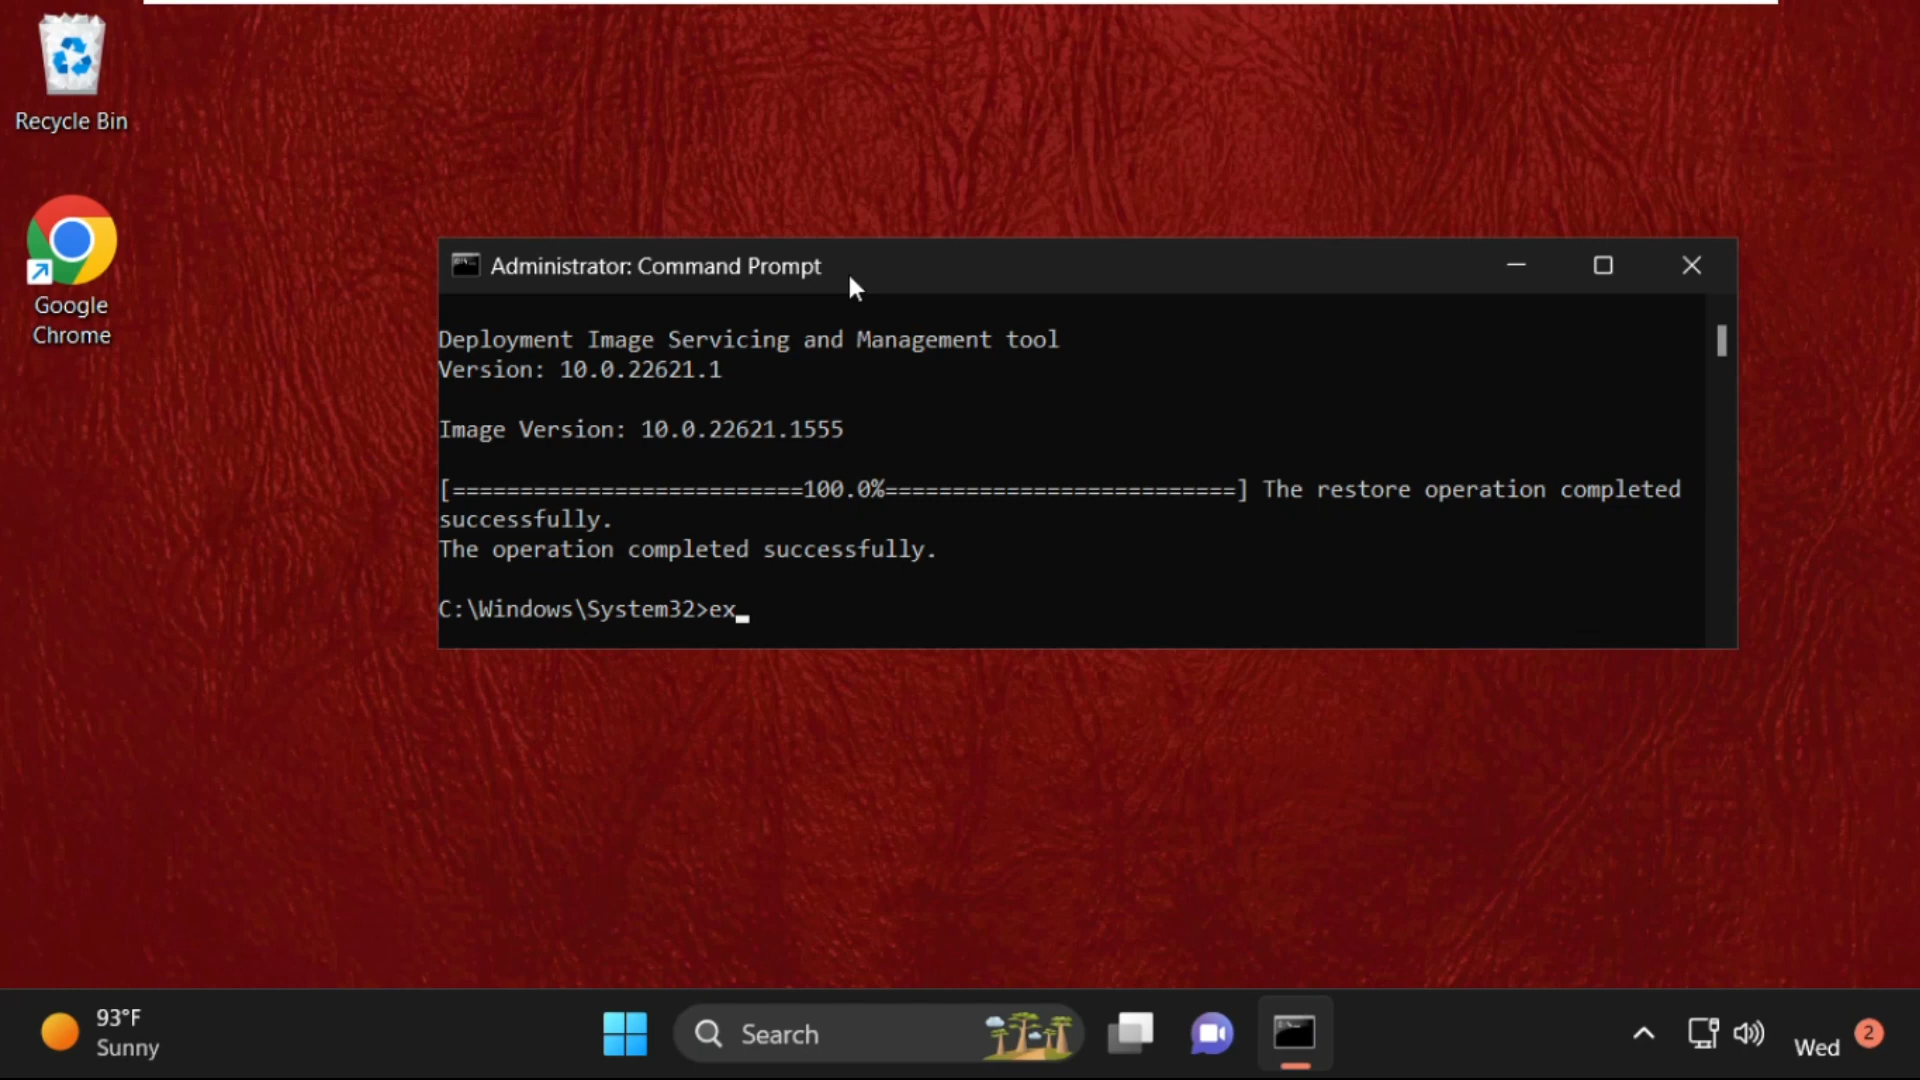 Recycle Bin
Google
Chrome
Administrator: Command Prompt
Deployment Image Servicing and Management tool
Version: 10.0.22621.1
Image Version: 10.0.22621.1555
[==========================100.0%==========================] The restore operation completed
successfully.
The operation completed successfully.
C:\Windows\System32>ex
93°F
Sunny
Search
Wed
2